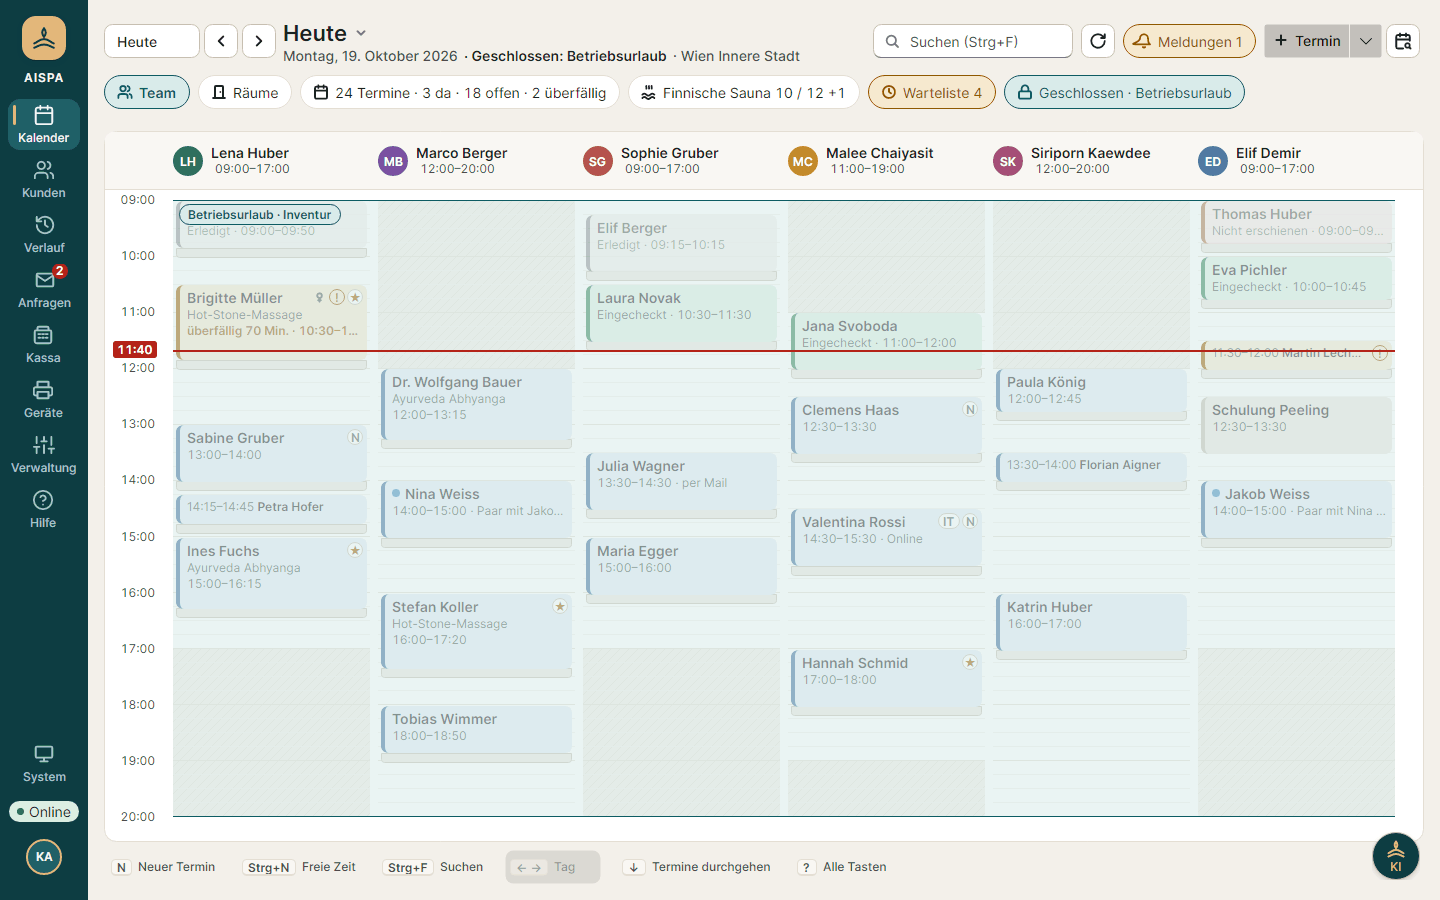 AISPA
Kalender
Kunden
Verlauf
2
Anfragen
Kassa
Geräte
Verwaltung
Hilfe
System
Online
KA
Heute
Heute
Montag, 19. Oktober 2026 · Geschlossen: Betriebsurlaub · Wien Innere Stadt
Suchen (Strg+F)
Meldungen 1
+ Termin
Team
Räume
24 Termine · 3 da · 18 offen · 2 überfällig
Finnische Sauna 10 / 12 +1
Warteliste 4
Geschlossen · Betriebsurlaub
LH Lena Huber
09:00–17:00
MB Marco Berger
12:00–20:00
SG Sophie Gruber
09:00–17:00
MC Malee Chaiyasit
11:00–19:00
SK Siriporn Kaewdee
12:00–20:00
ED Elif Demir
09:00–17:00
09:00
10:00
11:00
11:40
12:00
13:00
14:00
15:00
16:00
17:00
18:00
19:00
20:00
Betriebsurlaub · Inventur
Erledigt · 09:00–09:50
Brigitte Müller
Hot-Stone-Massage
überfällig 70 Min. · 10:30–1...
Sabine Gruber N
13:00–14:00
14:15–14:45 Petra Hofer
Ines Fuchs
Ayurveda Abhyanga
15:00–16:15
Dr. Wolfgang Bauer
Ayurveda Abhyanga
12:00–13:15
Nina Weiss
14:00–15:00 · Paar mit Jako...
Stefan Koller
Hot-Stone-Massage
16:00–17:20
Tobias Wimmer
18:00–18:50
Elif Berger
Erledigt · 09:15–10:15
Laura Novak
Eingecheckt · 10:30–11:30
Julia Wagner
13:30–14:30 · per Mail
Maria Egger
15:00–16:00
Jana Svoboda
Eingecheckt · 11:00–12:00
Clemens Haas N
12:30–13:30
Valentina Rossi IT N
14:30–15:30 · Online
Hannah Schmid
17:00–18:00
Paula König
12:00–12:45
13:30–14:00 Florian Aigner
Katrin Huber
16:00–17:00
Thomas Huber
Nicht erschienen · 09:00–09...
Eva Pichler
Eingecheckt · 10:00–10:45
11:30–12:00 Martin Lech...
Schulung Peeling
12:30–13:30
Jakob Weiss
14:00–15:00 · Paar mit Nina ...
N Neuer Termin
Strg+N Freie Zeit
Strg+F Suchen
← → Tag
↓ Termine durchgehen
? Alle Tasten
KI